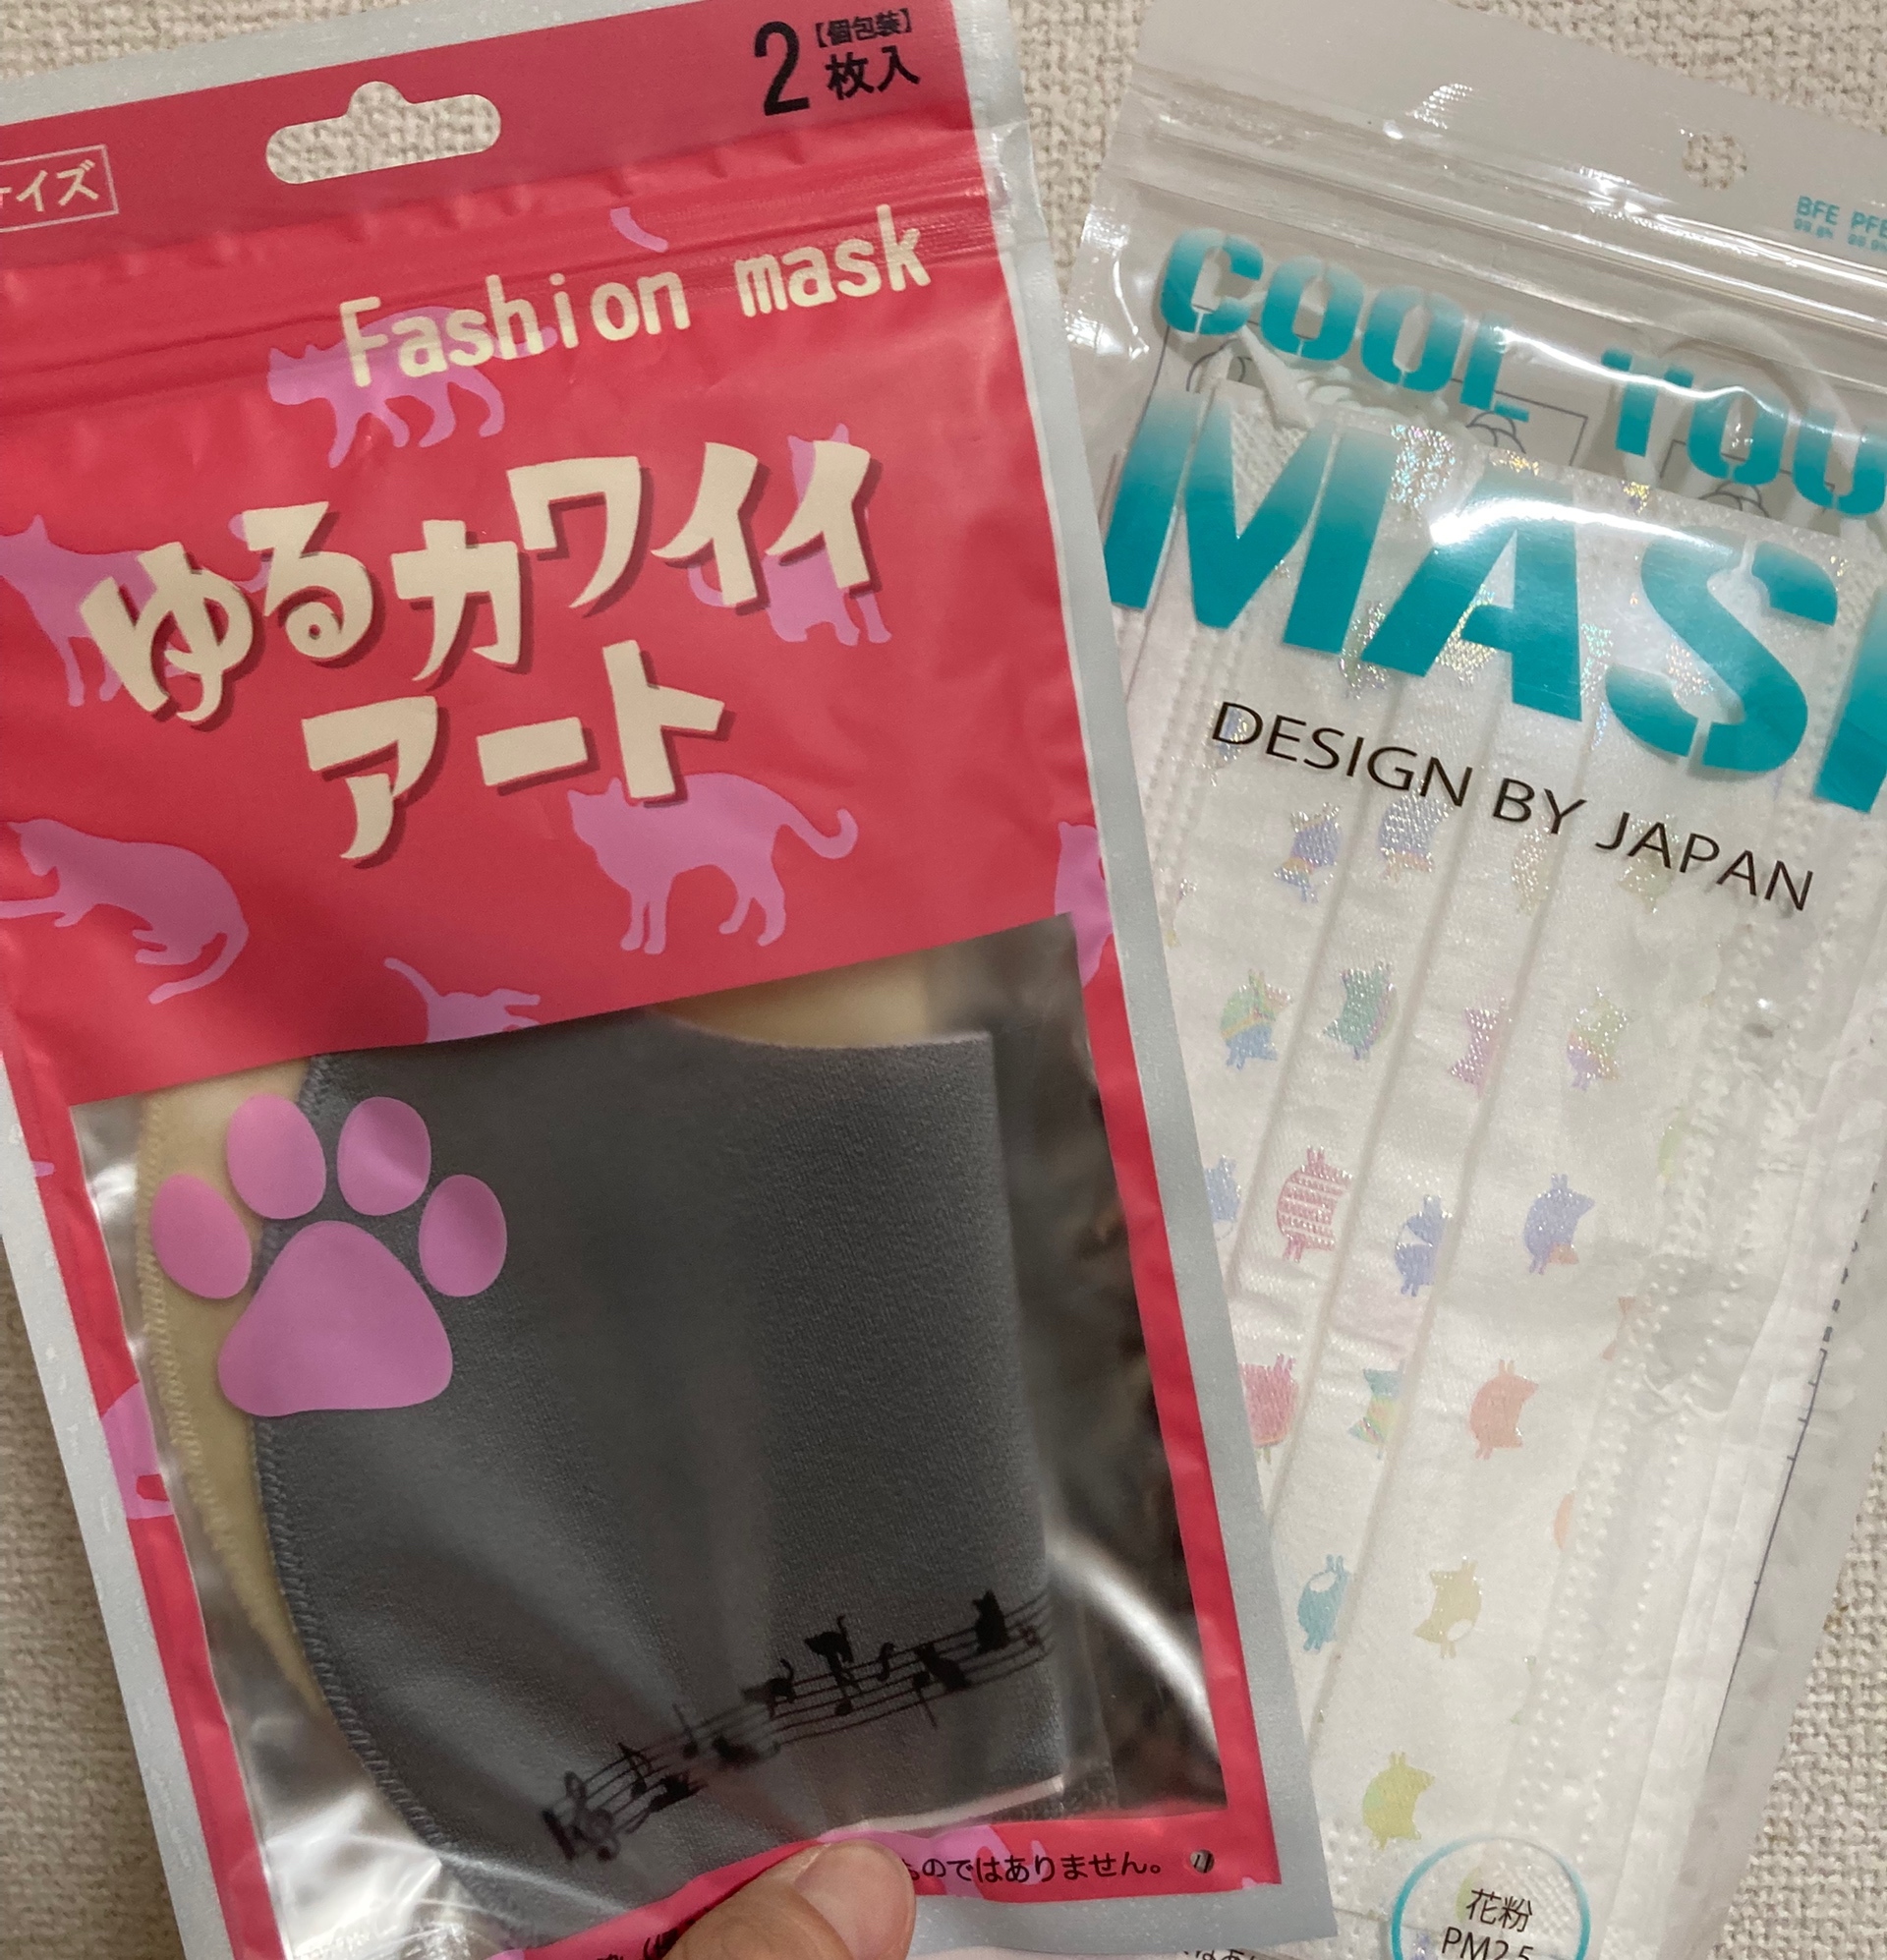 【個包装】
2枚入
サイズ
Fashion mask
ゆるカワイイ
アート
ものではありません。
BFE PFE
COOL TOU
MAS
DESIGN BY JAPAN
花粉
PM2.5